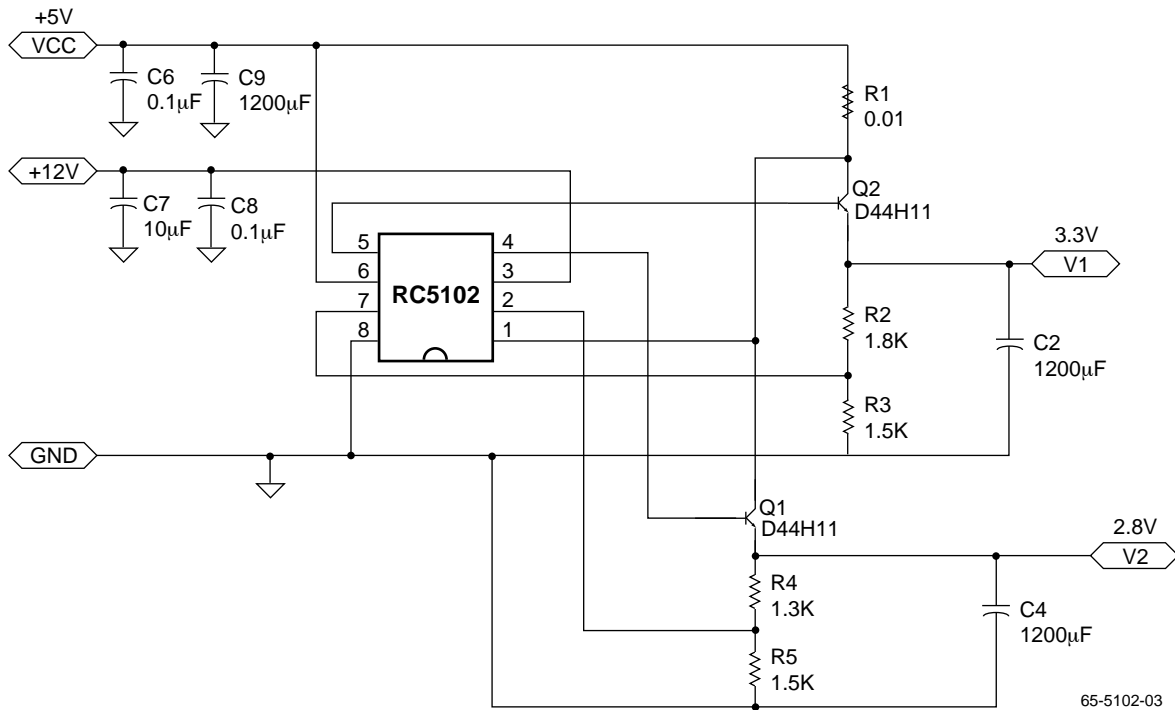 +5V
VCC
C6
0.1µF
C9
1200µF
R1
0.01
+12V
C7
10µF
C8
0.1µF
Q2
D44H11
5
6
7
8
RC5102
4
3
2
1
3.3V
V1
R2
1.8K
C2
1200µF
R3
1.5K
GND
Q1
D44H11
2.8V
V2
R4
1.3K
C4
1200µF
R5
1.5K
65-5102-03